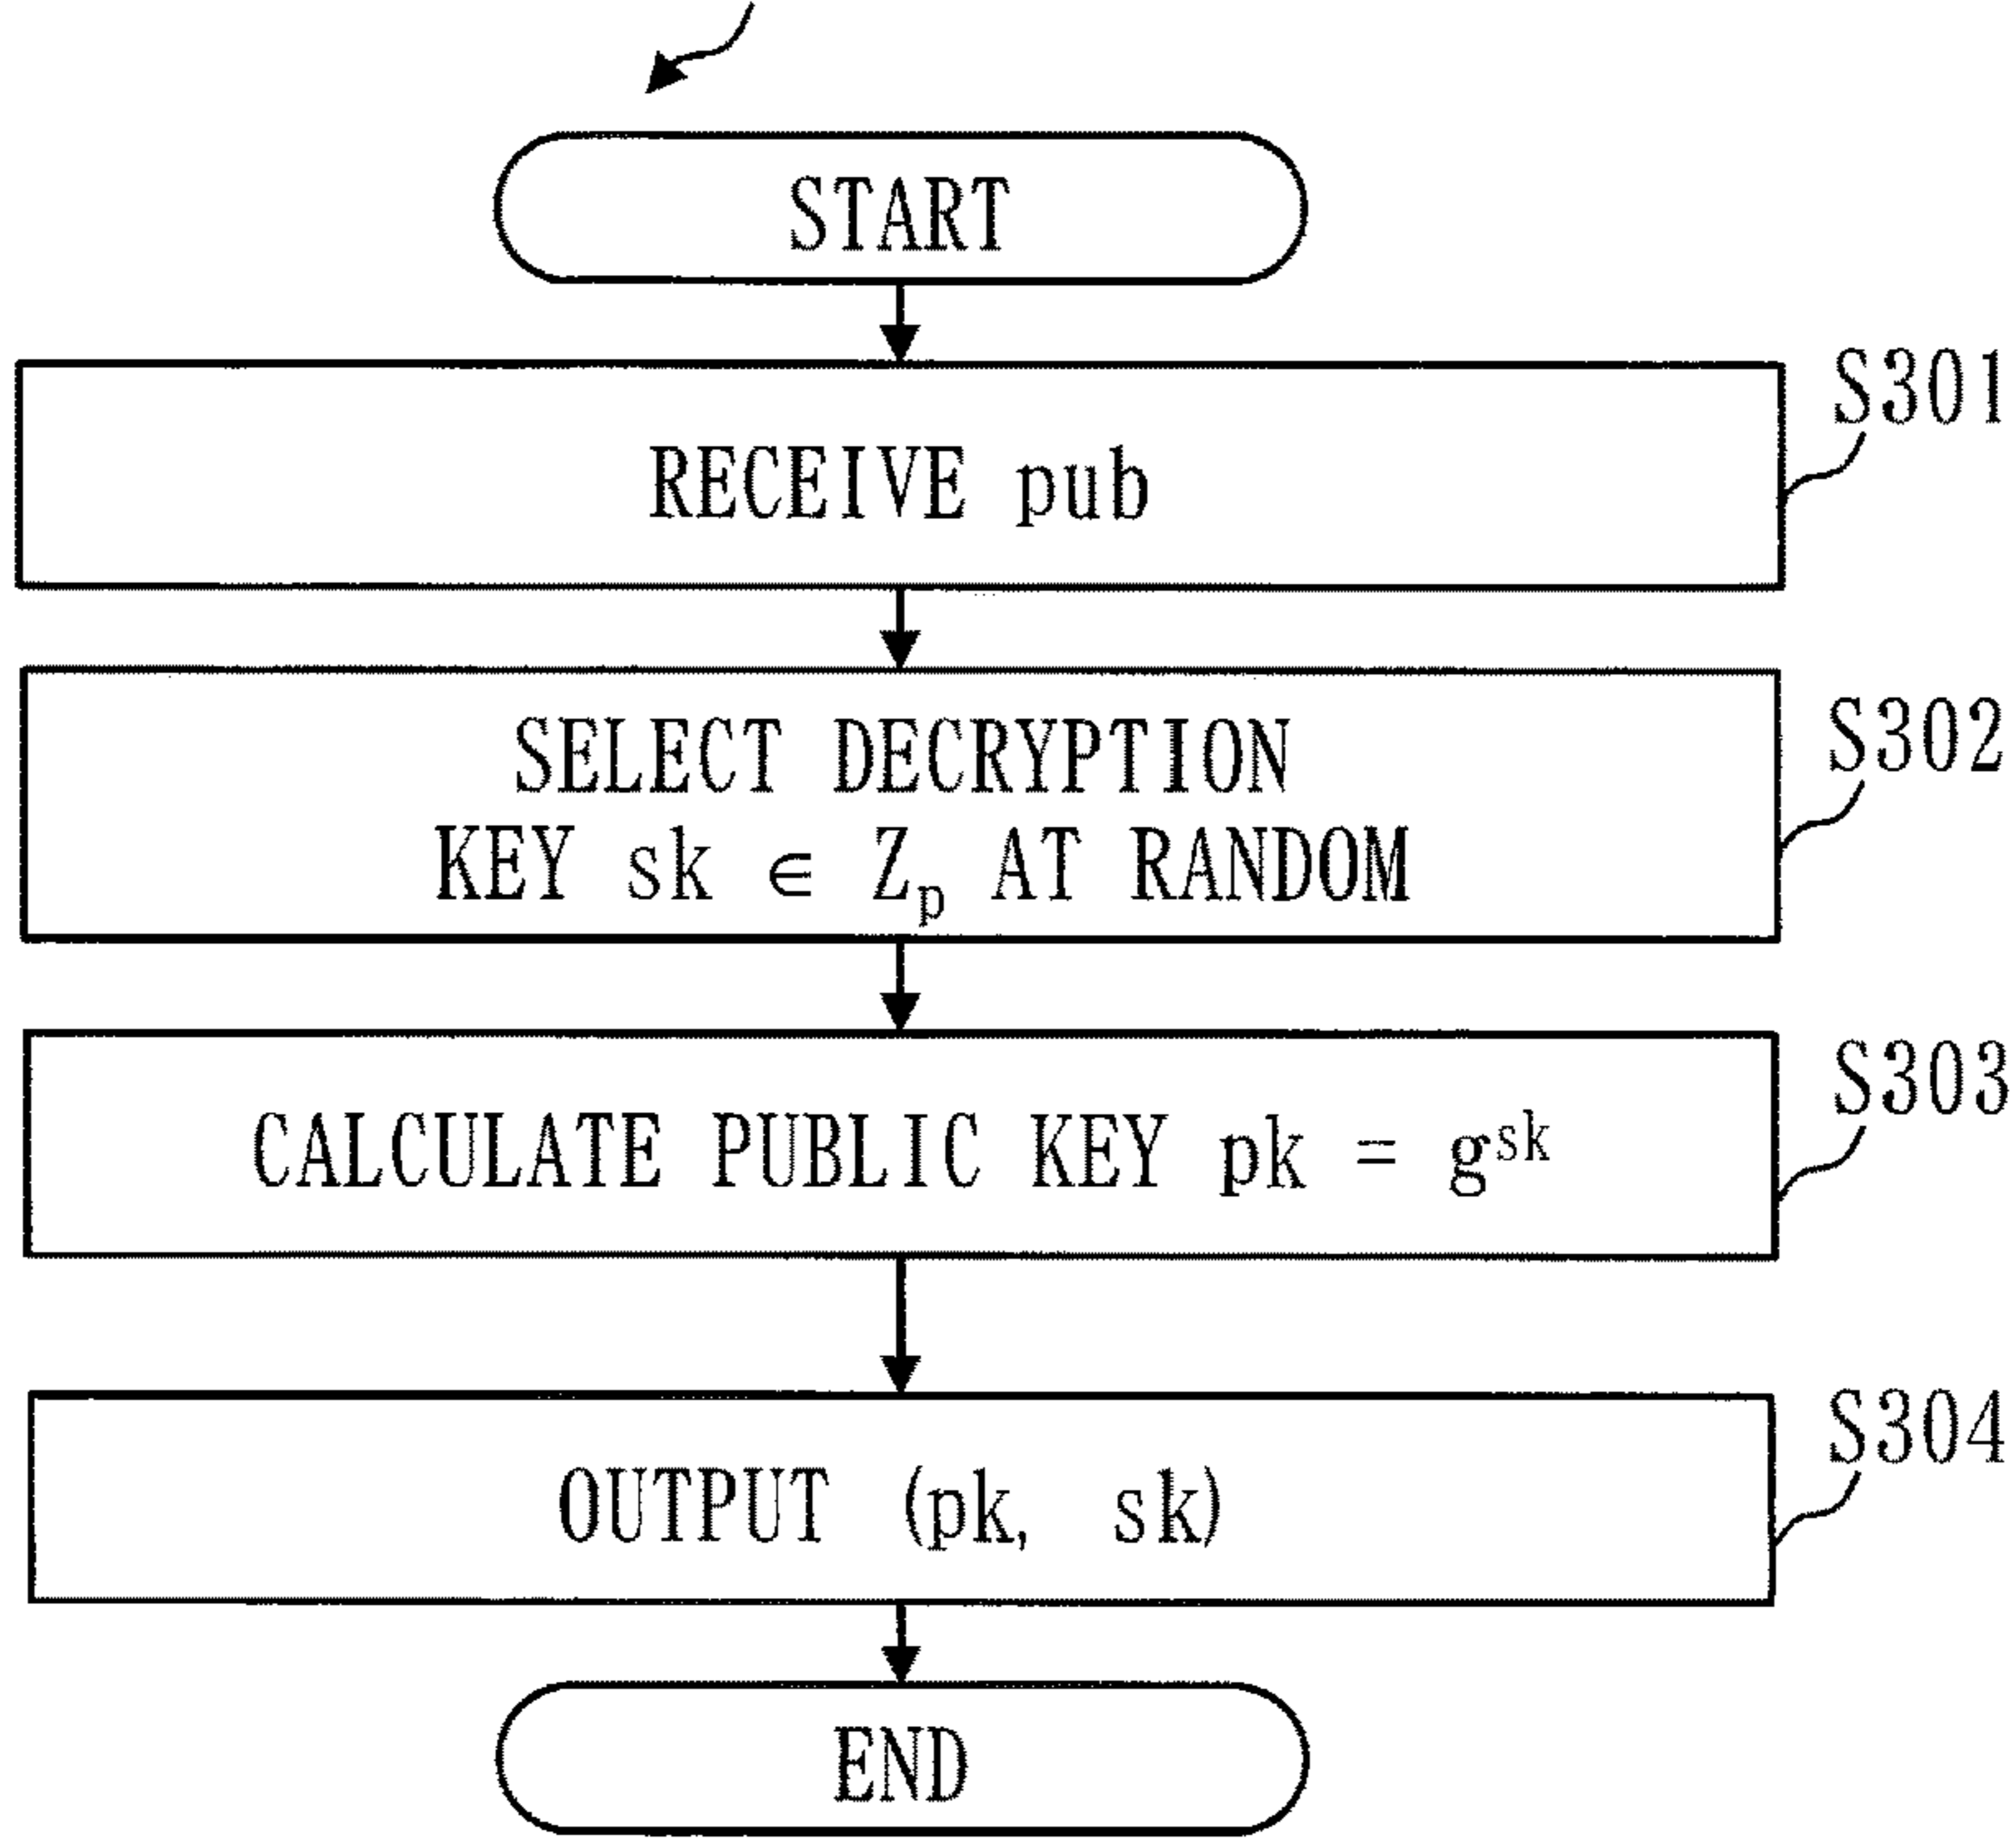 START
S301
RECEIVE pub
S302
SELECT DECRYPTION
KEY sk ∈ Zₚ AT RANDOM
S303
CALCULATE PUBLIC KEY pk = gˢᵏ
S304
OUTPUT (pk, sk)
END